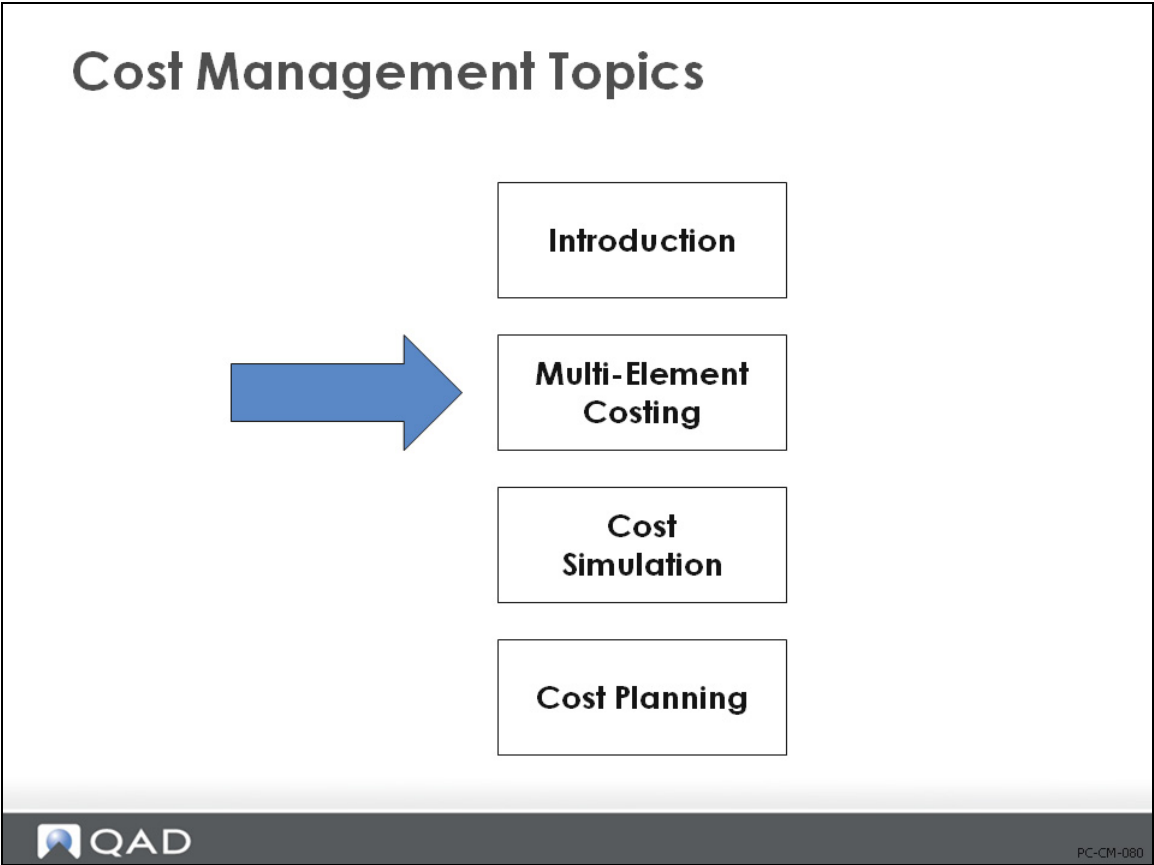 Cost Management Topics
Introduction
Multi-Element
Costing
Cost
Simulation
Cost Planning
QAD
PC-CM-080